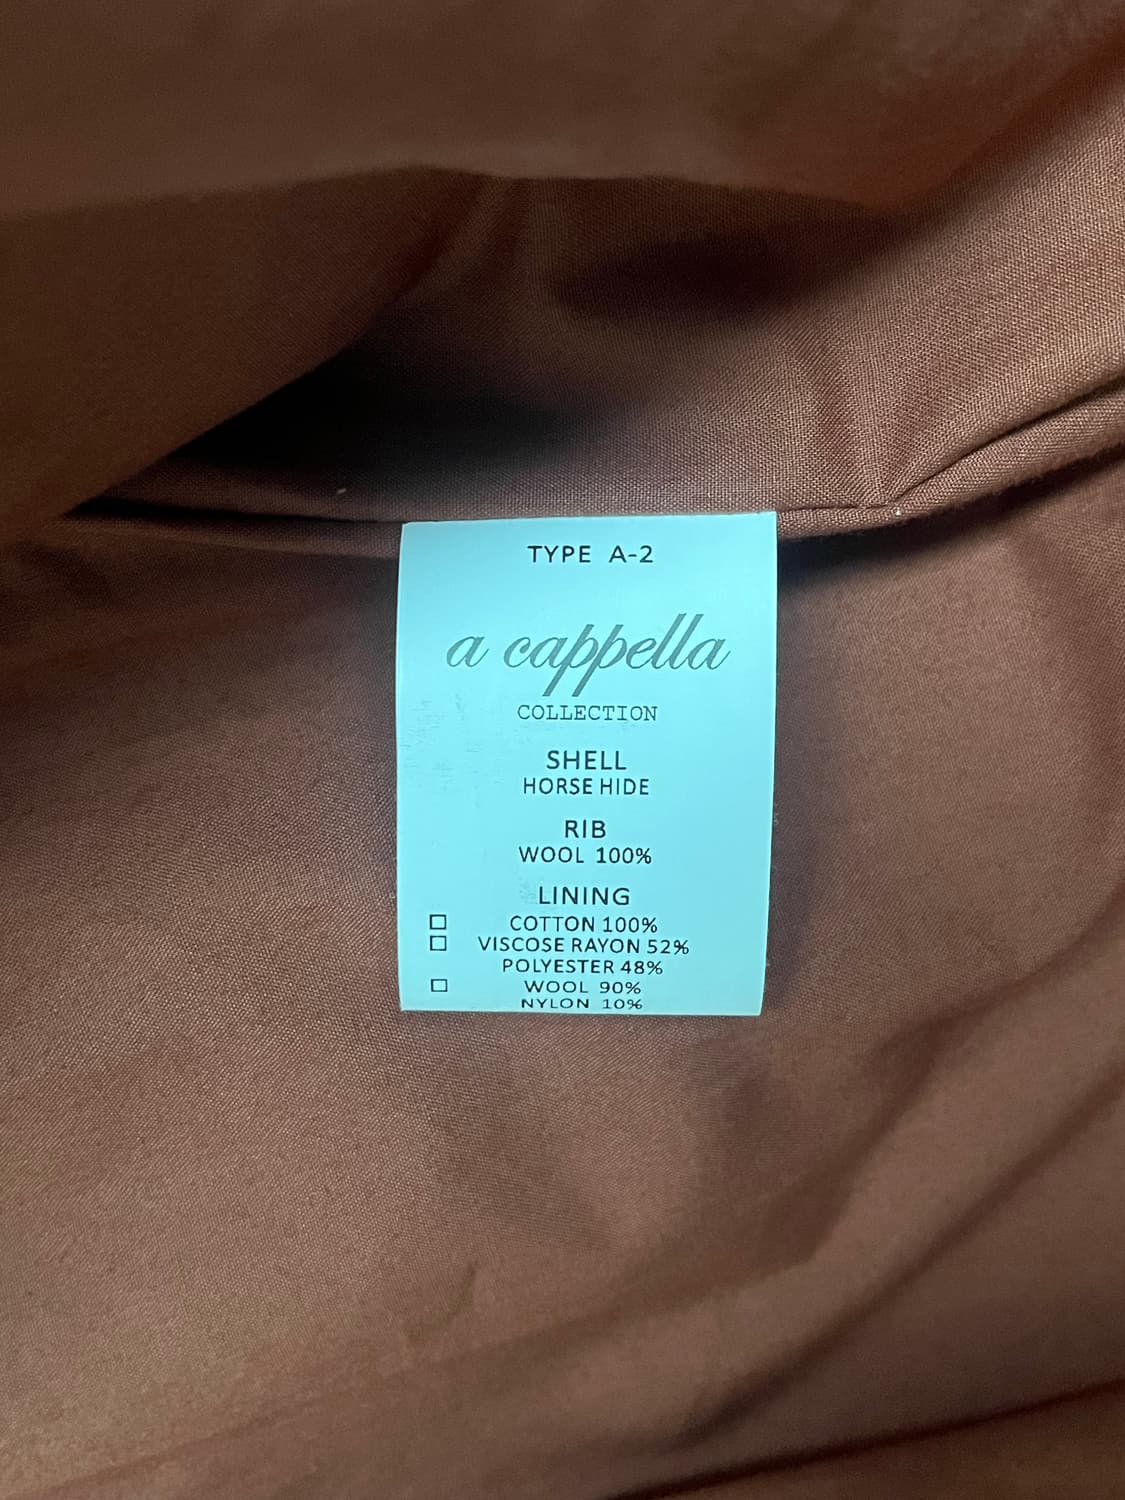 TYPE A-2
a cappella
COLLECTION
SHELL
HORSE HIDE
RIB
WOOL 100%
LINING
☐ COTTON 100%
☐ VISCOSE RAYON 52%
POLYESTER 48%
☐ WOOL 90%
NYLON 10%